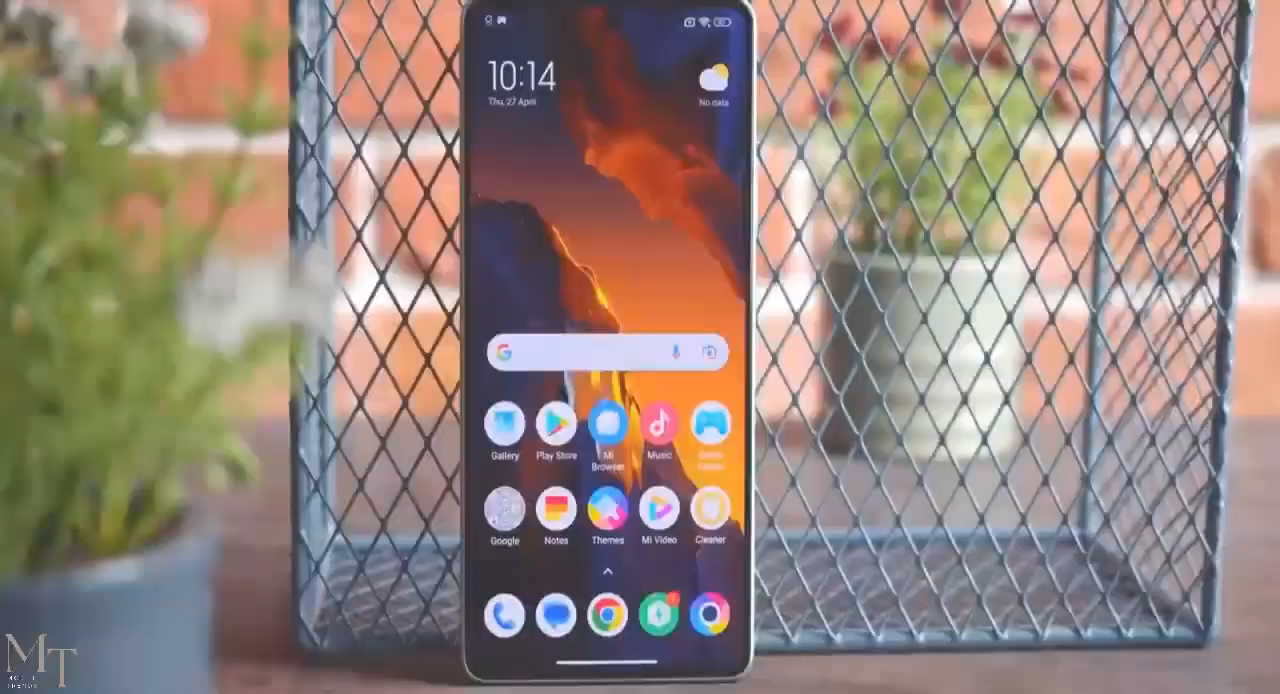 10:14
Thu, 27 April
No data
Gallery
Play Store
Mi
Browser
Music
Google
Notes
Themes
Mi Video
Cleaner
MT